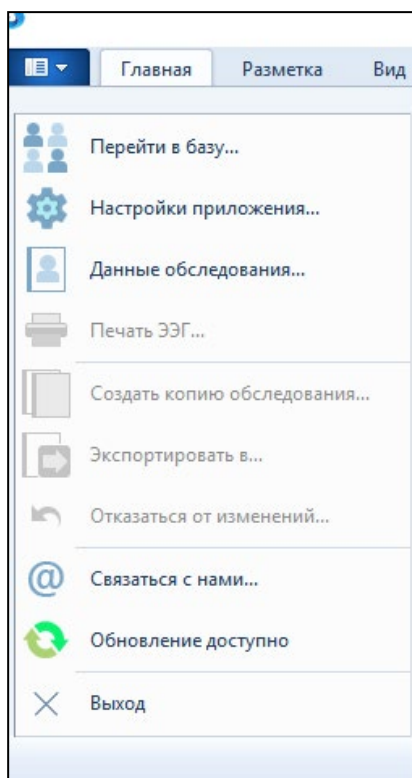 Главная Разметка Вид
Перейти в базу...
Настройки приложения...
Данные обследования...
Печать ЭЭГ...
Создать копию обследования...
Экспортировать в...
Отказаться от изменений...
Связаться с нами...
Обновление доступно
Выход